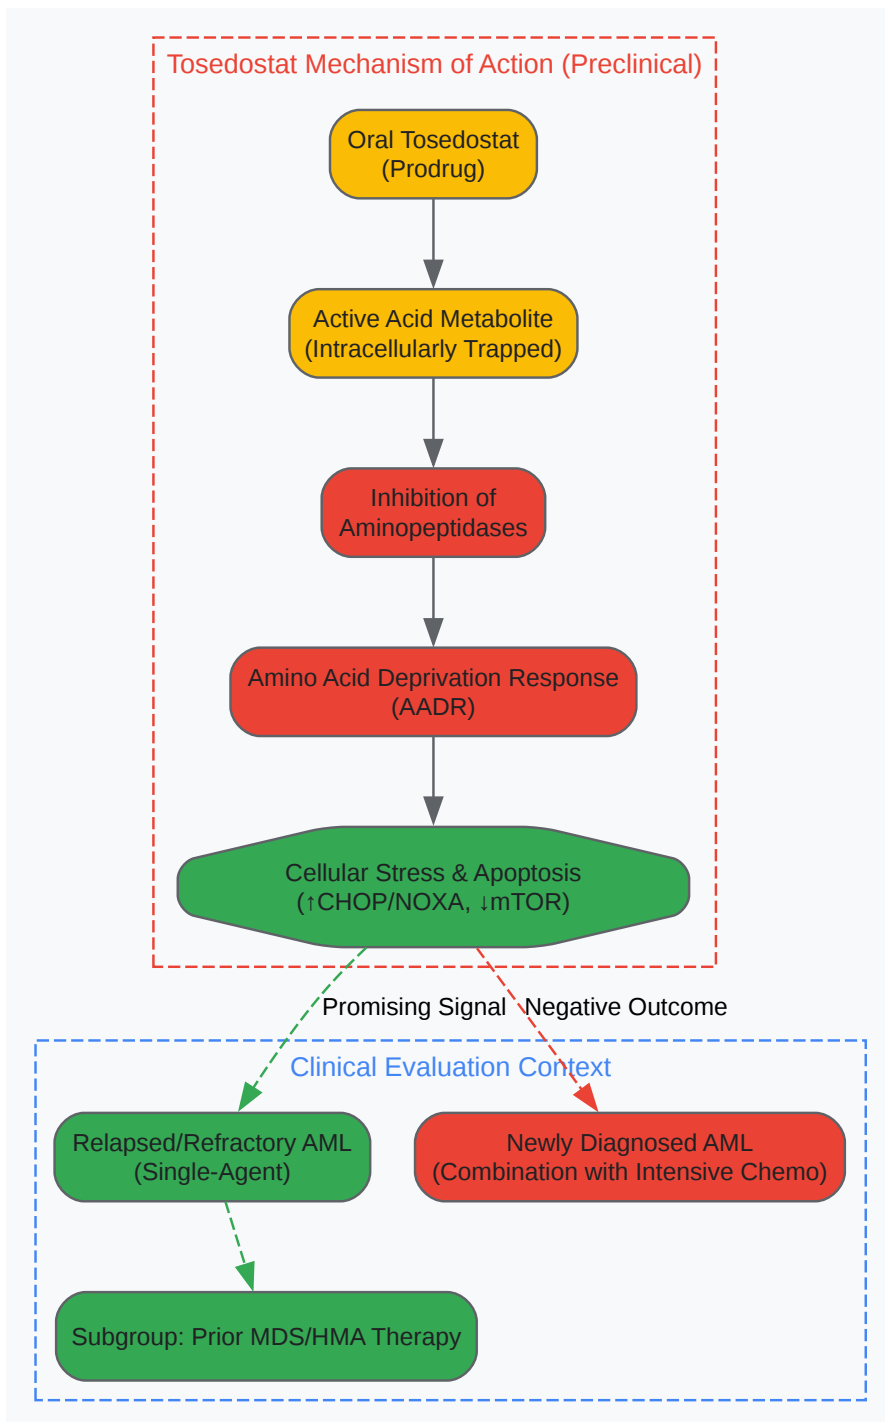 Tosedostat Mechanism of Action (Preclinical)
Oral Tosedostat
(Prodrug)
Active Acid Metabolite
(Intracellularly Trapped)
Inhibition of
Aminopeptidases
Amino Acid Deprivation Response
(AADR)
Cellular Stress & Apoptosis
(↑CHOP/NOXA, ↓mTOR)
Promising Signal
Negative Outcome
Clinical Evaluation Context
Relapsed/Refractory AML
(Single-Agent)
Newly Diagnosed AML
(Combination with Intensive Chemo)
Subgroup: Prior MDS/HMA Therapy